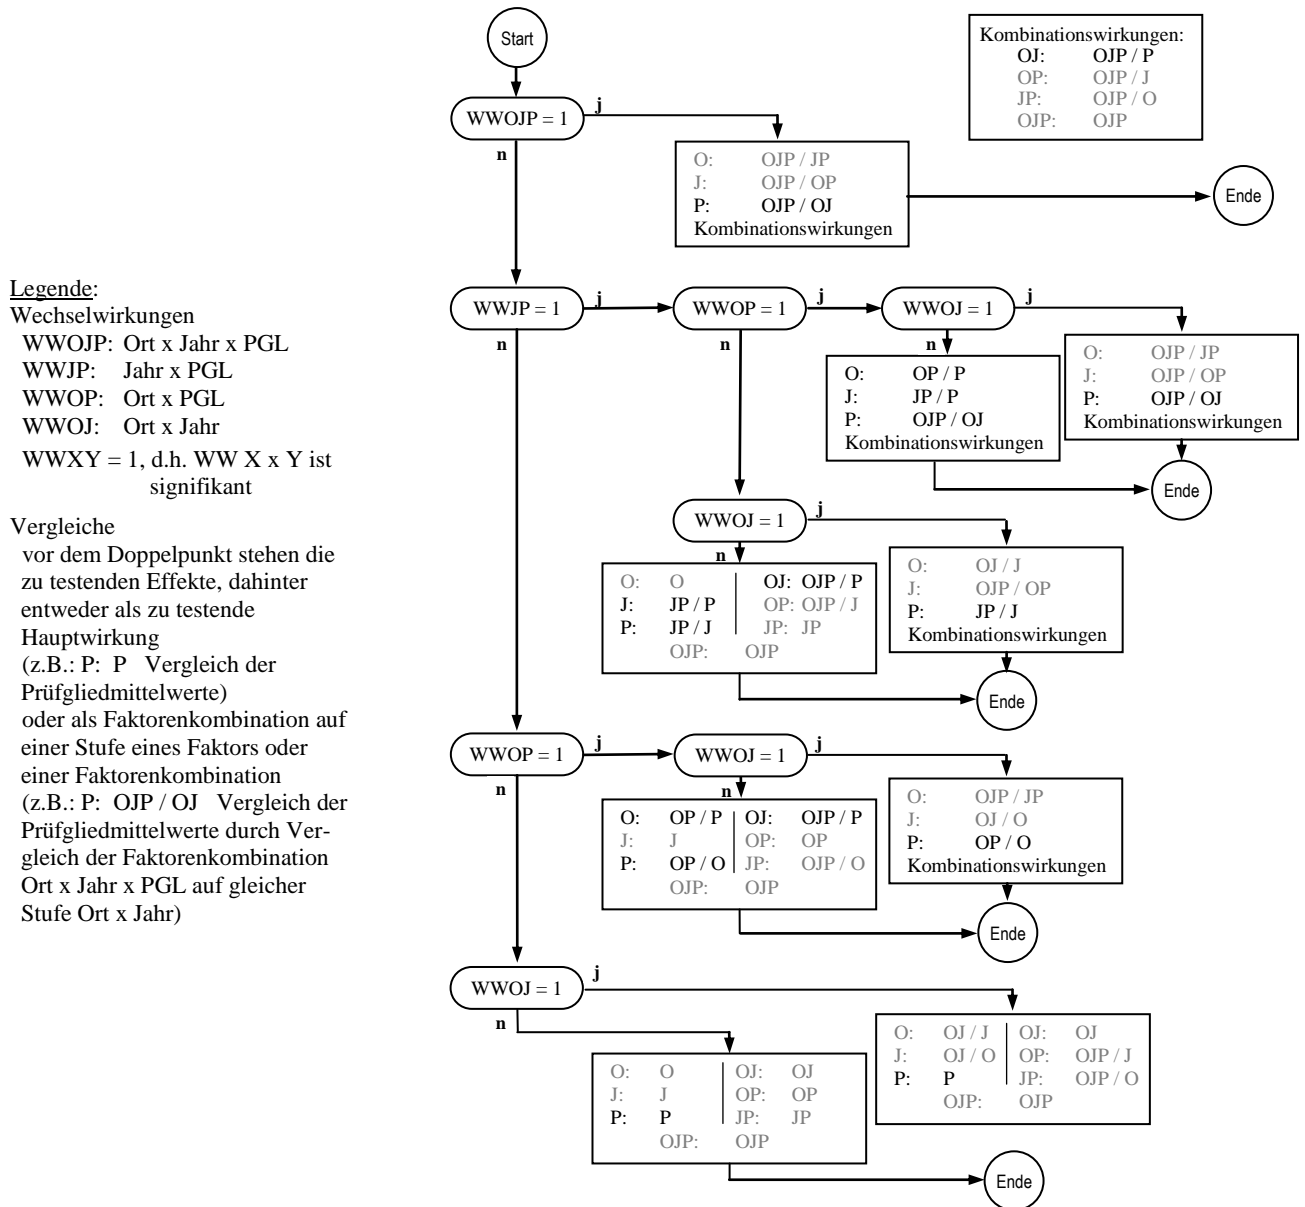 Start
Kombinationswirkungen:
OJ: OJP / P
OP: OJP / J
JP: OJP / O
OJP: OJP
WWOJP = 1
j
n
O: OJP / JP
J: OJP / OP
P: OJP / OJ
Kombinationswirkungen
Ende
Legende:
Wechselwirkungen
WWOJP: Ort x Jahr x PGL
WWJP: Jahr x PGL
WWOP: Ort x PGL
WWOJ: Ort x Jahr
WWXY = 1, d.h. WW X x Y ist
signifikant
Vergleiche
vor dem Doppelpunkt stehen die
zu testenden Effekte, dahinter
entweder als zu testende
Hauptwirkung
(z.B.: P: P Vergleich der
Prüfgliedmittelwerte)
oder als Faktorenkombination auf
einer Stufe eines Faktors oder
einer Faktorenkombination
(z.B.: P: OJP / OJ Vergleich der
Prüfgliedmittelwerte durch Ver-
gleich der Faktorenkombination
Ort x Jahr x PGL auf gleicher
Stufe Ort x Jahr)
WWJP = 1
j
n
WWOP = 1
j
n
WWOJ = 1
j
n
O: OP / P
J: JP / P
P: OJP / OJ
Kombinationswirkungen
O: OJP / JP
J: OJP / OP
P: OJP / OJ
Kombinationswirkungen
Ende
WWOJ = 1
j
n
O: O OJ: OJP / P
J: JP / P OP: OJP / J
P: JP / J JP: JP
OJP: OJP
O: OJ / J
J: OJP / OP
P: JP / J
Kombinationswirkungen
Ende
WWOP = 1
j
n
WWOJ = 1
j
n
O: OP / P OJ: OJP / P
J: J OP: OP
P: OP / O JP: OJP / O
OJP: OJP
O: OJP / JP
J: OJ / O
P: OP / O
Kombinationswirkungen
Ende
WWOJ = 1
j
n
O: OJ / J OJ: OJ
J: OJ / O OP: OJP / J
P: P JP: OJP / O
OJP: OJP
O: O OJ: OJ
J: J OP: OP
P: P JP: JP
OJP: OJP
Ende